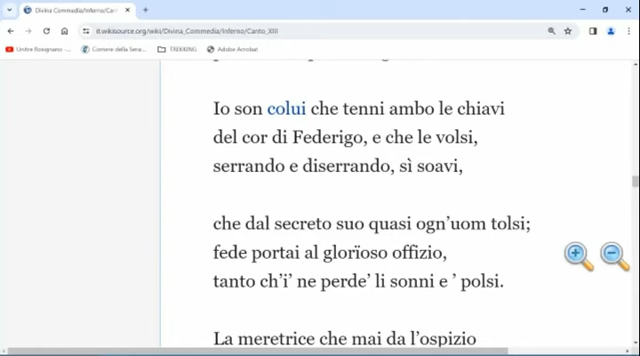 Divina Commedia/Inferno/Can
it.wikisource.org/wiki/Divina_Commedia/Inferno/Canto_XIII
Unitre Rosignano -...
Corriere della Sera...
TREKKING
Adobe Acrobat
Io son colui che tenni ambo le chiavi
del cor di Federigo, e che le volsi,
serrando e diserrando, sì soavi,
che dal secreto suo quasi ogn’uom tolsi;
fede portai al glorïoso offizio,
tanto ch’i’ ne perde’ li sonni e ’ polsi.
La meretrice che mai da l’ospizio